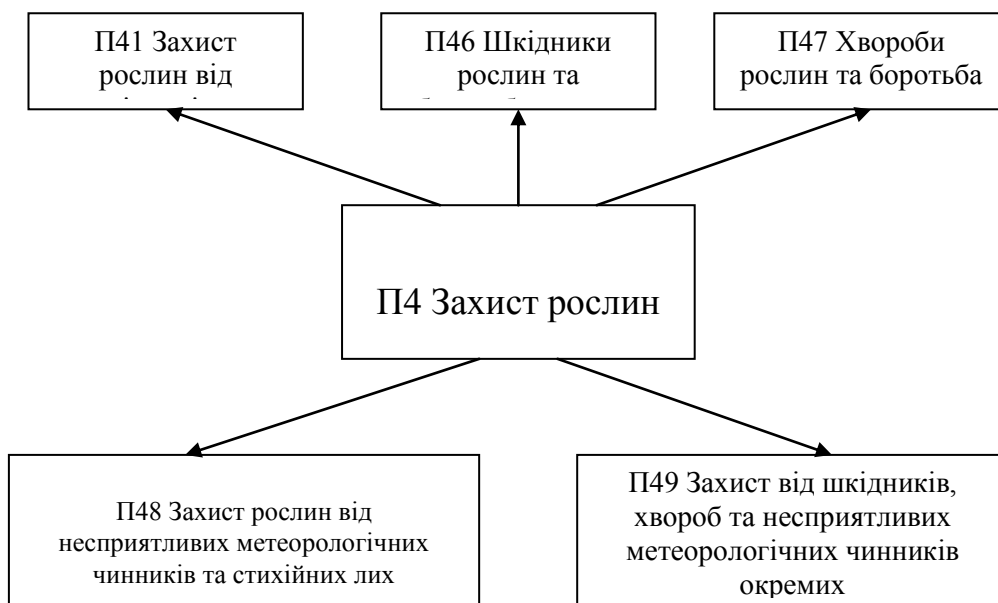 П41 Захист
рослин від
П46 Шкідники
рослин та
П47 Хвороби
рослин та боротьба
П4 Захист рослин
П48 Захист рослин від
несприятливих метеорологічних
чинників та стихійних лих
П49 Захист від шкідників,
хвороб та несприятливих
метеорологічних чинників
окремих